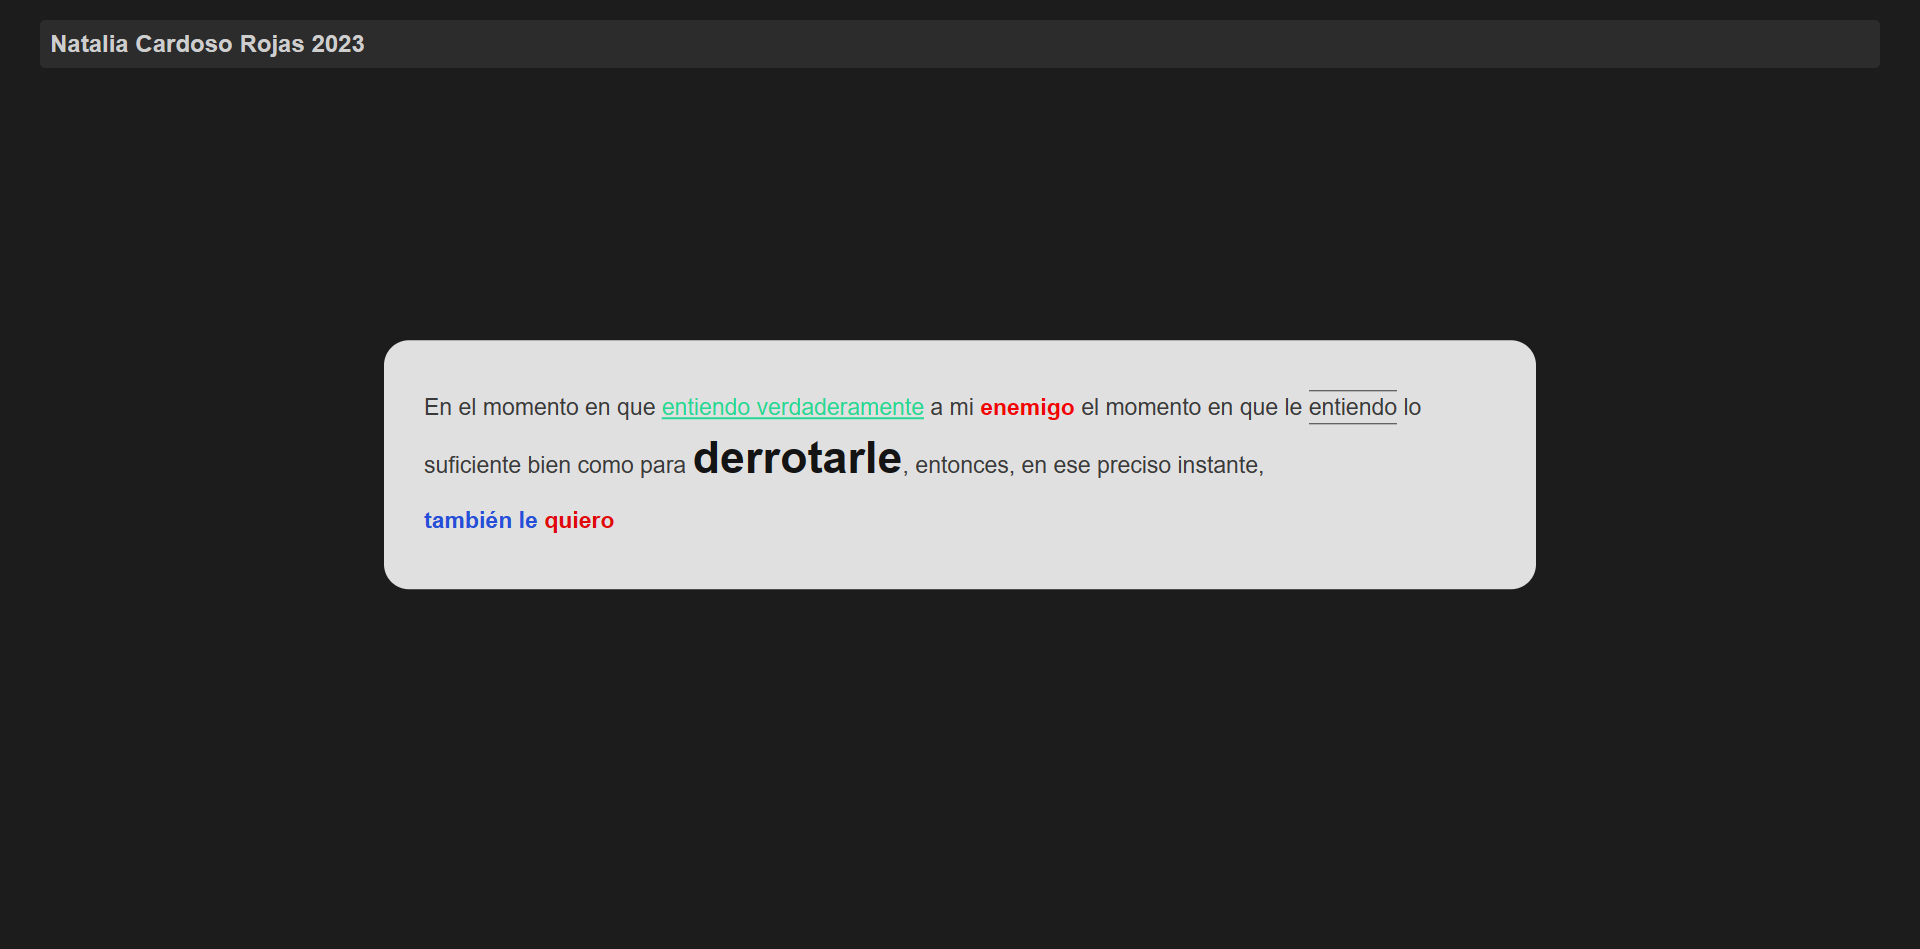 Natalia Cardoso Rojas 2023
En el momento en que entiendo verdaderamente a mi enemigo el momento en que le entiendo lo
suficiente bien como para derrotarle, entonces, en ese preciso instante,
también le quiero